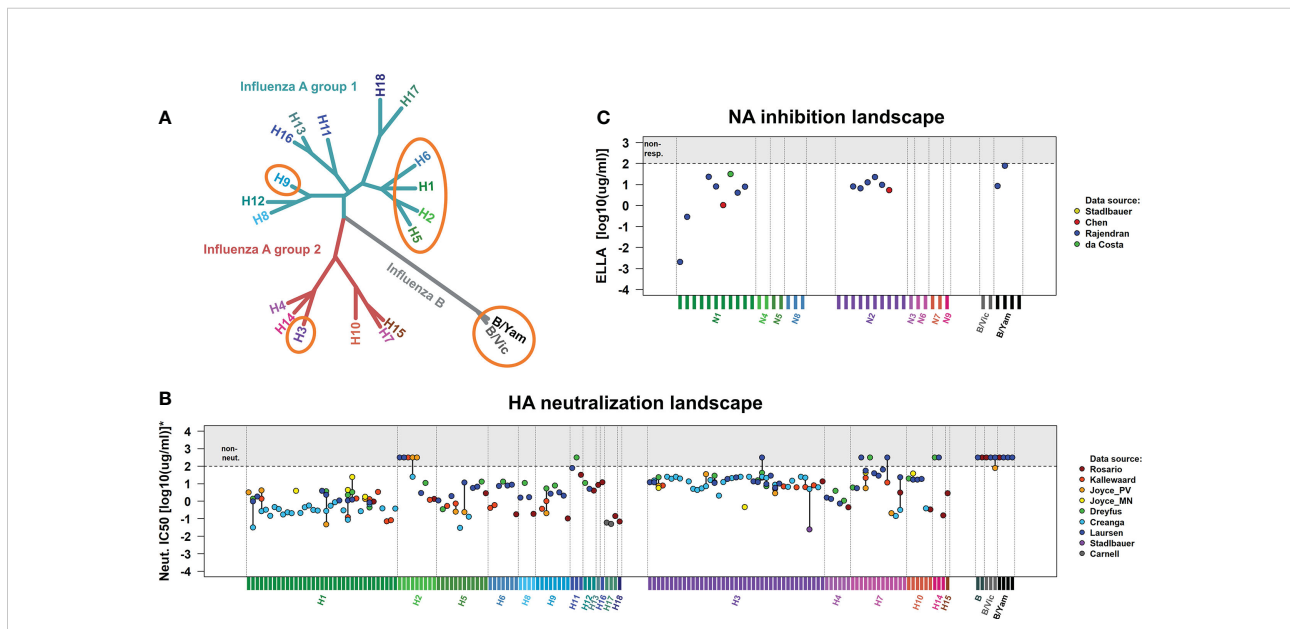 A
Influenza A group 1
H18
H17
H13
H11
H16
H6
H9
H1
H12
H2
H8
H5
Influenza A group 2
Influenza B
H4
H14
H3
H10
H15
H7
B/Yam
B/Vic
C
NA inhibition landscape
ELLA [log10(ug/ml)]
3
2
1
0
-1
-2
-3
-4
non-
resp.
N1
N4
N5
N8
N2
N3
N6
N7
N9
B/Vic
B/Yam
Data source:
Stadlbauer
Chen
Rajendran
da Costa
B
HA neutralization landscape
Neut. IC50 [log10(ug/ml)]*
4
3
2
1
0
-1
-2
-3
-4
non-
neut.
H1
H2
H5
H6
H8
H9
H11
H12
H13
H16
H17
H18
H3
H4
H7
H10
H14
H15
B
B/Vic
B/Yam
Data source:
Rosario
Kallewaard
Joyce_PV
Joyce_MN
Dreyfus
Creanga
Laursen
Stadlbauer
Carnell